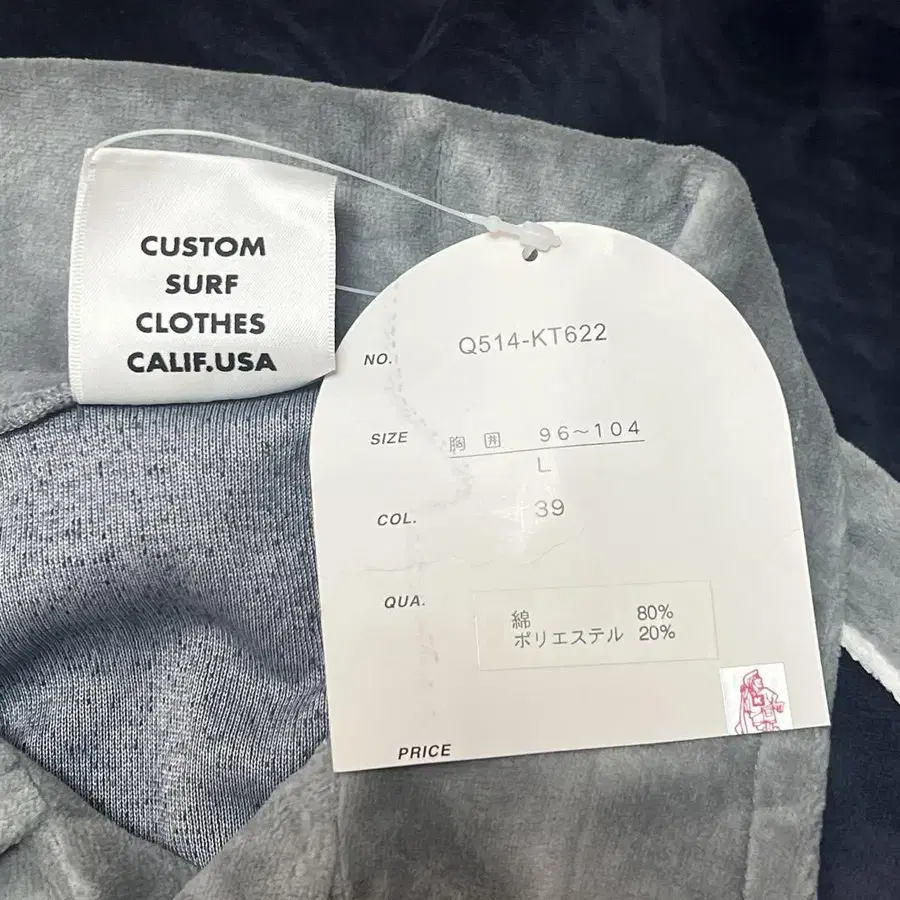 CUSTOM
SURF
CLOTHES
CALIF.USA
NO. Q514-KT622
SIZE 胸囲 96〜104
L
COL. 39
QUA.
綿 80%
ポリエステル 20%
PRICE